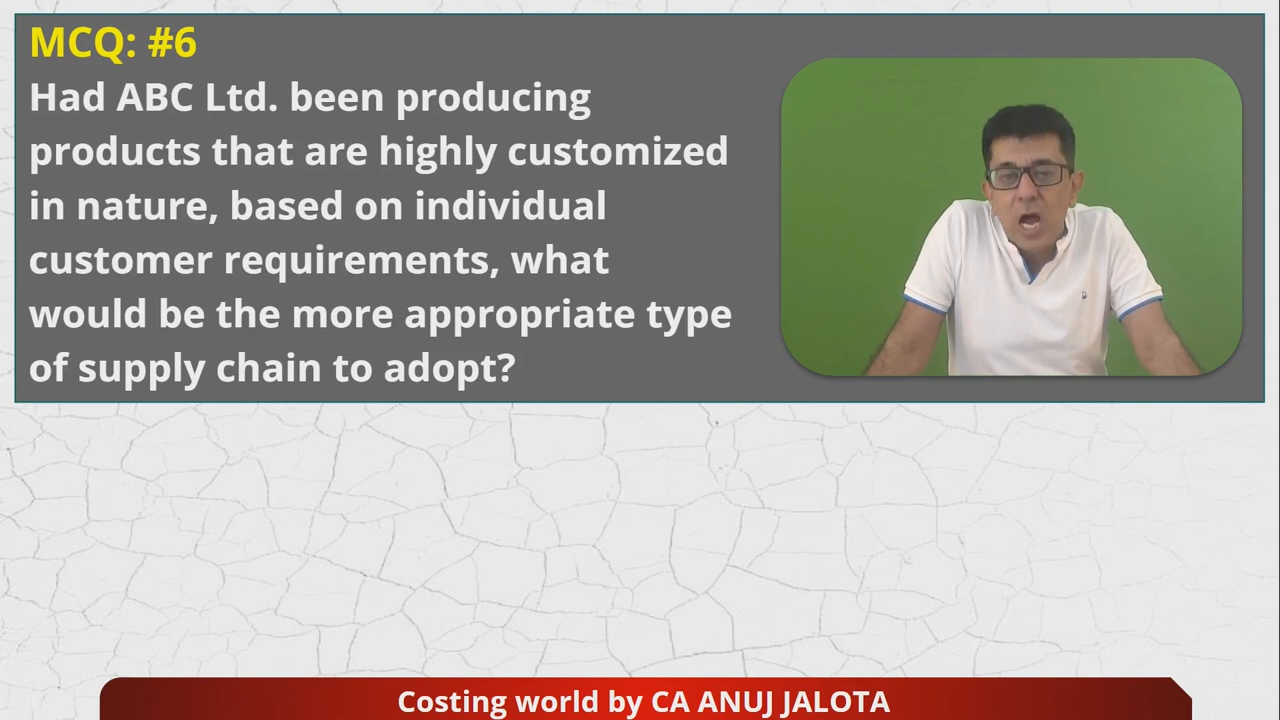 MCQ: #6
Had ABC Ltd. been producing
products that are highly customized
in nature, based on individual
customer requirements, what
would be the more appropriate type
of supply chain to adopt?
Costing world by CA ANUJ JALOTA